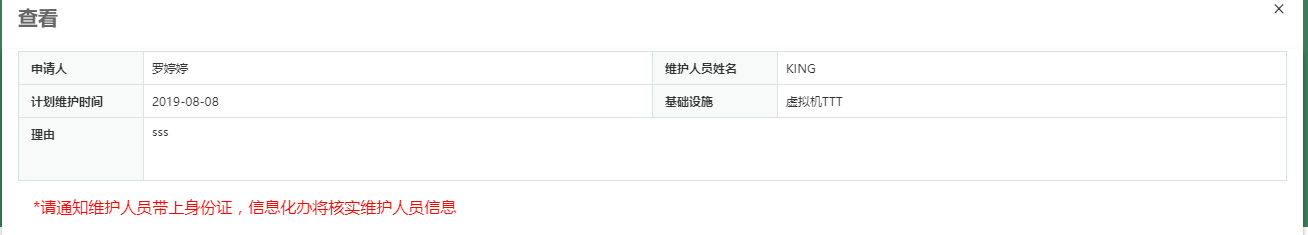 查看
申请人 罗婷婷 维护人员姓名 KING
计划维护时间 2019-08-08 基础设施 虚拟机TTT
理由 sss
*请通知维护人员带上身份证，信息化办将核实维护人员信息